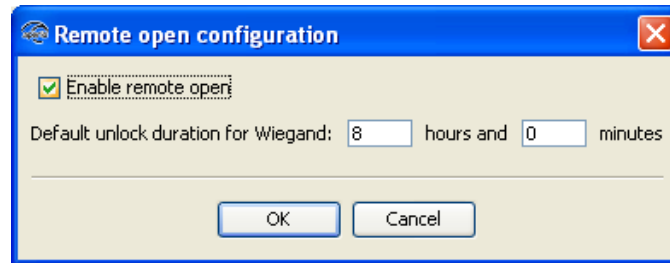 Remote open configuration
Enable remote open
Default unlock duration for Wiegand: 8 hours and 0 minutes
OK Cancel